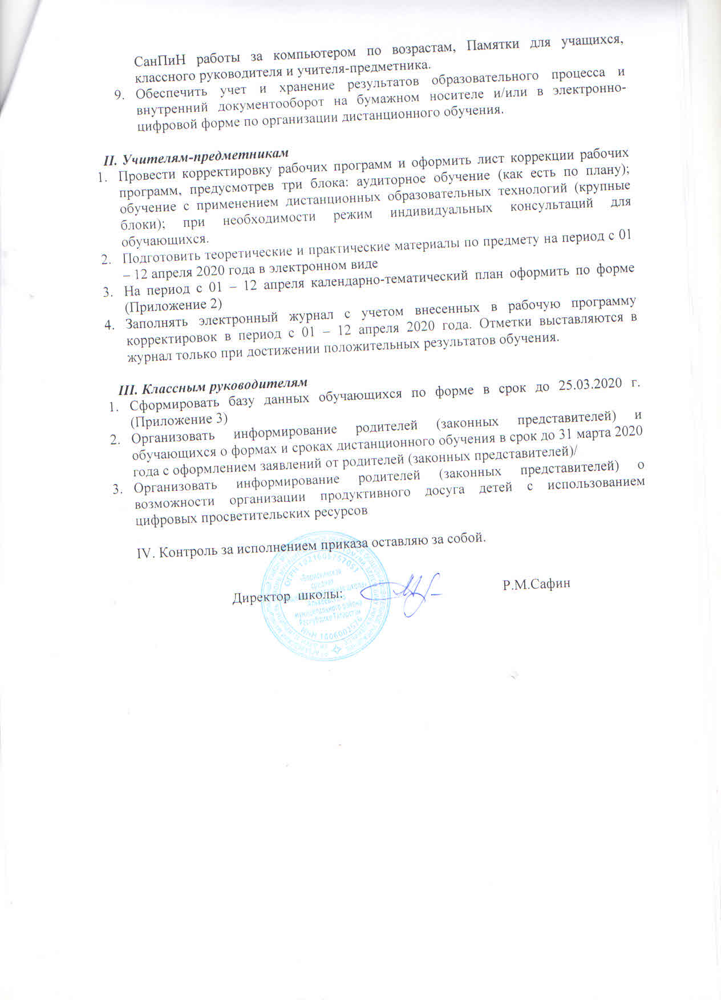 СанПиН работы за компьютером по возрастам, Памятки для учащихся,
классного руководителя и учителя-предметника.
9. Обеспечить учет и хранение результатов образовательного процесса и
внутренний документооборот на бумажном носителе и/или в электронно-
цифровой форме по организации дистанционного обучения.
II. Учителям-предметникам
1. Провести корректировку рабочих программ и оформить лист коррекции рабочих
программ, предусмотрев три блока: аудиторное обучение (как есть по плану);
обучение с применением дистанционных образовательных технологий (крупные
блоки); при необходимости режим индивидуальных консультаций для
обучающихся.
2. Подготовить теоретические и практические материалы по предмету на период с 01
– 12 апреля 2020 года в электронном виде
3. На период с 01 – 12 апреля календарно-тематический план оформить по форме
(Приложение 2)
4. Заполнять электронный журнал с учетом внесенных в рабочую программу
корректировок в период с 01 – 12 апреля 2020 года. Отметки выставляются в
журнал только при достижении положительных результатов обучения.
III. Классным руководителям
1. Сформировать базу данных обучающихся по форме в срок до 25.03.2020 г.
(Приложение 3)
2. Организовать информирование родителей (законных представителей) и
обучающихся о формах и сроках дистанционного обучения в срок до 31 марта 2020
года с оформлением заявлений от родителей (законных представителей)/
3. Организовать информирование родителей (законных представителей) о
возможности организации продуктивного досуга детей с использованием
цифровых просветительских ресурсов
IV. Контроль за исполнением приказа оставляю за собой.
Директор школы:
Р.М.Сафин
средняя
муниципального района
Республики Татарстан